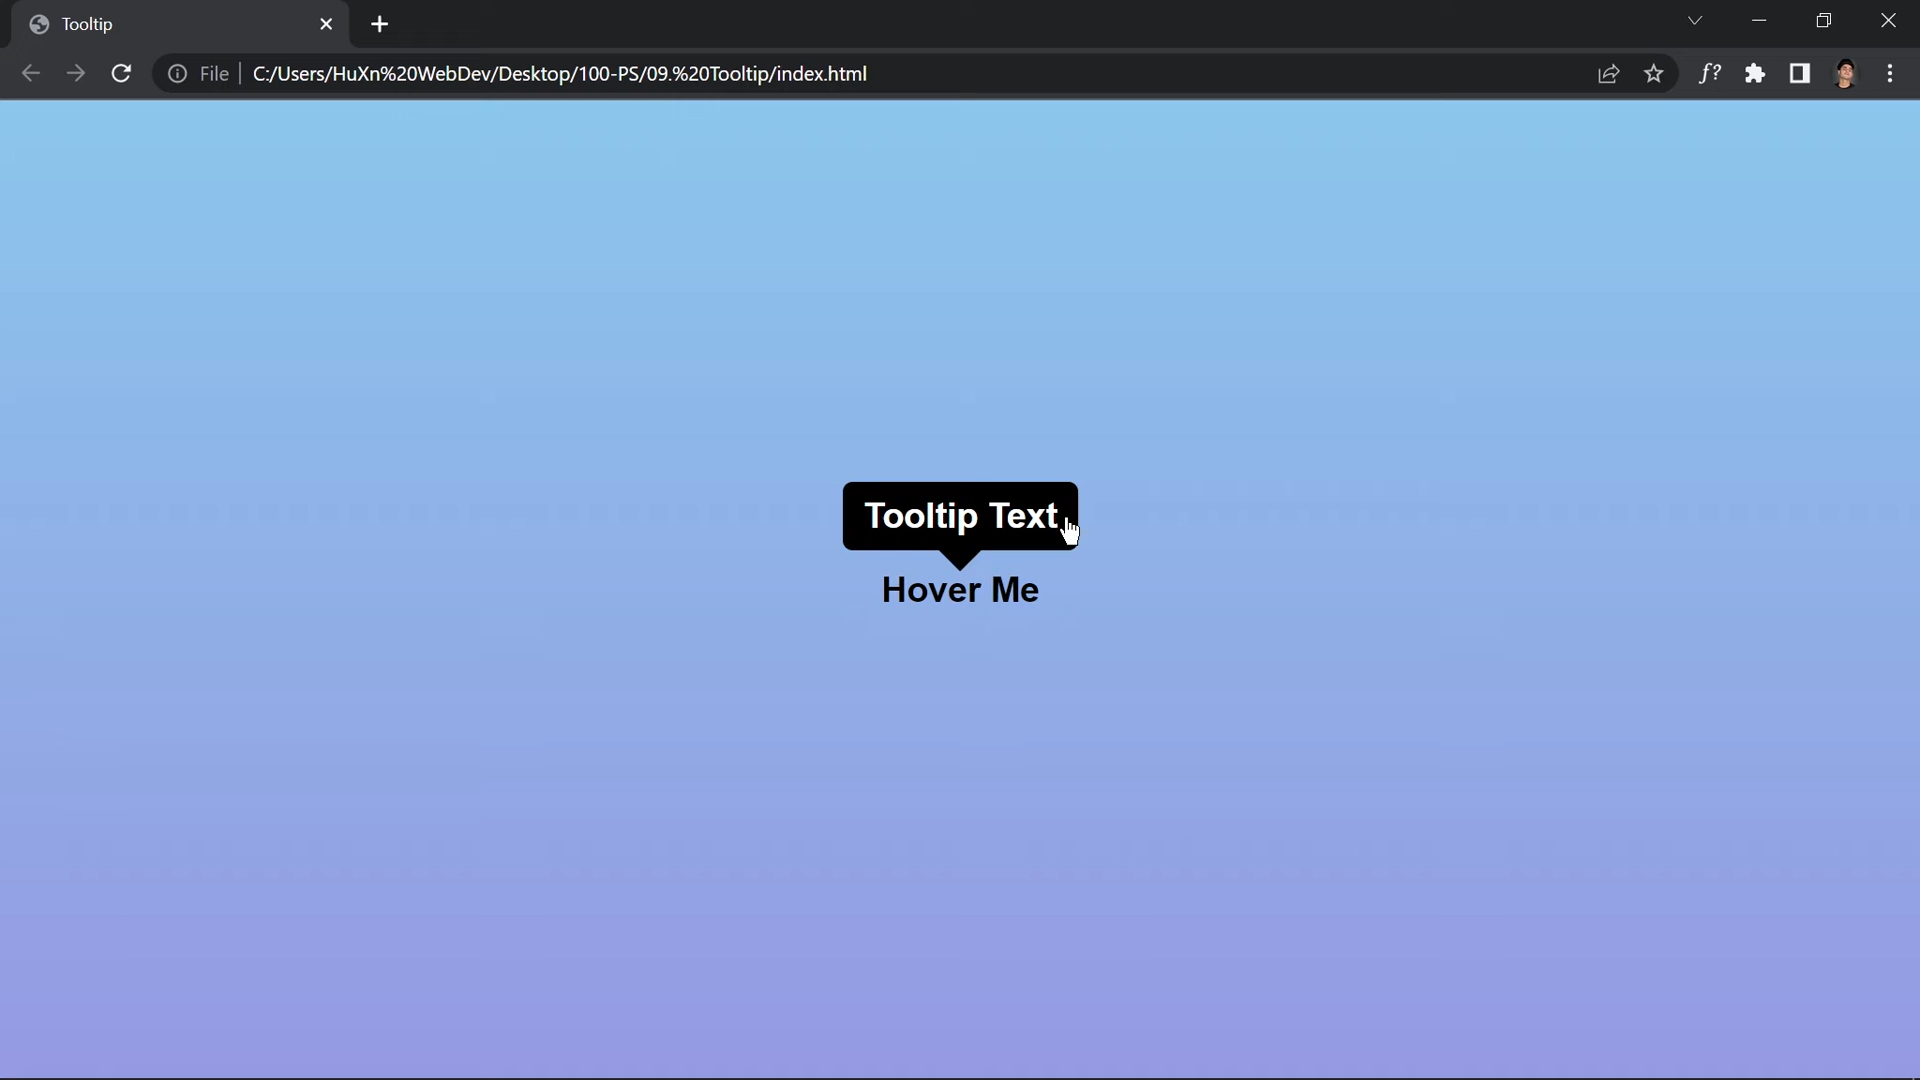 Tooltip
File
C:/Users/HuXn%20WebDev/Desktop/100-PS/09.%20Tooltip/index.html
f?
Tooltip Text
Hover Me